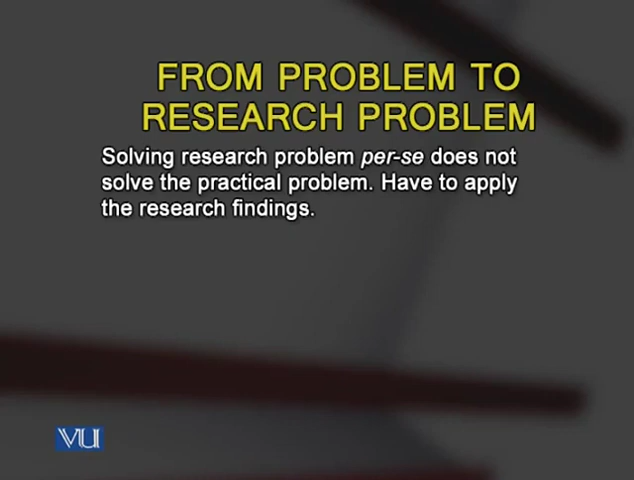 FROM PROBLEM TO
RESEARCH PROBLEM
Solving research problem per-se does not
solve the practical problem. Have to apply
the research findings.
VU